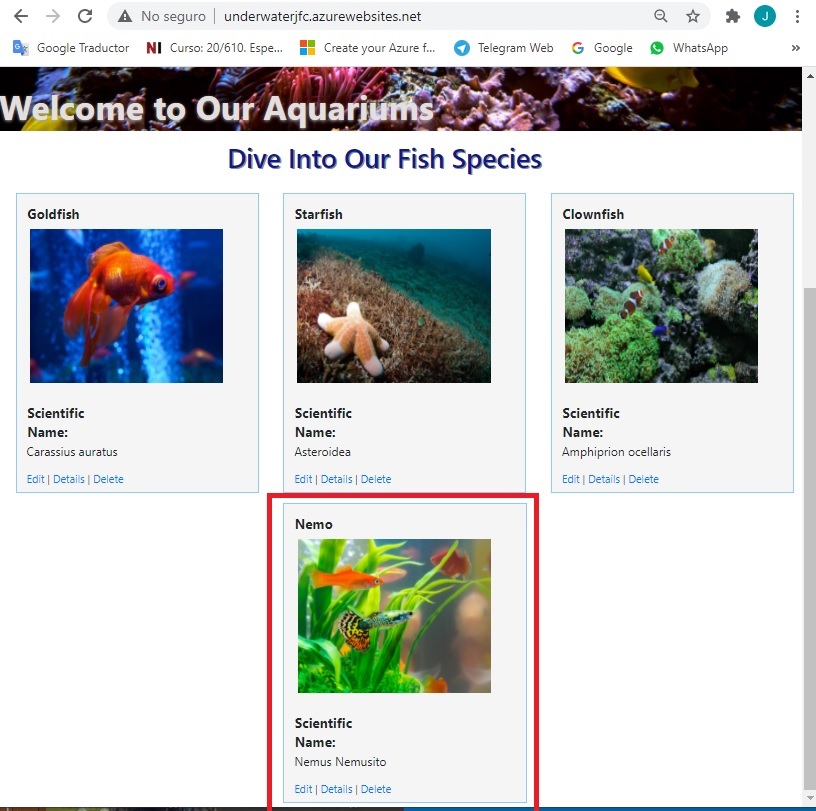 No seguro | underwaterjfc.azurewebsites.net
J
Google Traductor
NI Curso: 20/610. Espe...
Create your Azure f...
Telegram Web
G Google
WhatsApp
»
Welcome to Our Aquariums
Dive Into Our Fish Species
Goldfish
Scientific
Name:
Carassius auratus
Edit | Details | Delete
Starfish
Scientific
Name:
Asteroidea
Edit | Details | Delete
Clownfish
Scientific
Name:
Amphiprion ocellaris
Edit | Details | Delete
Nemo
Scientific
Name:
Nemus Nemusito
Edit | Details | Delete